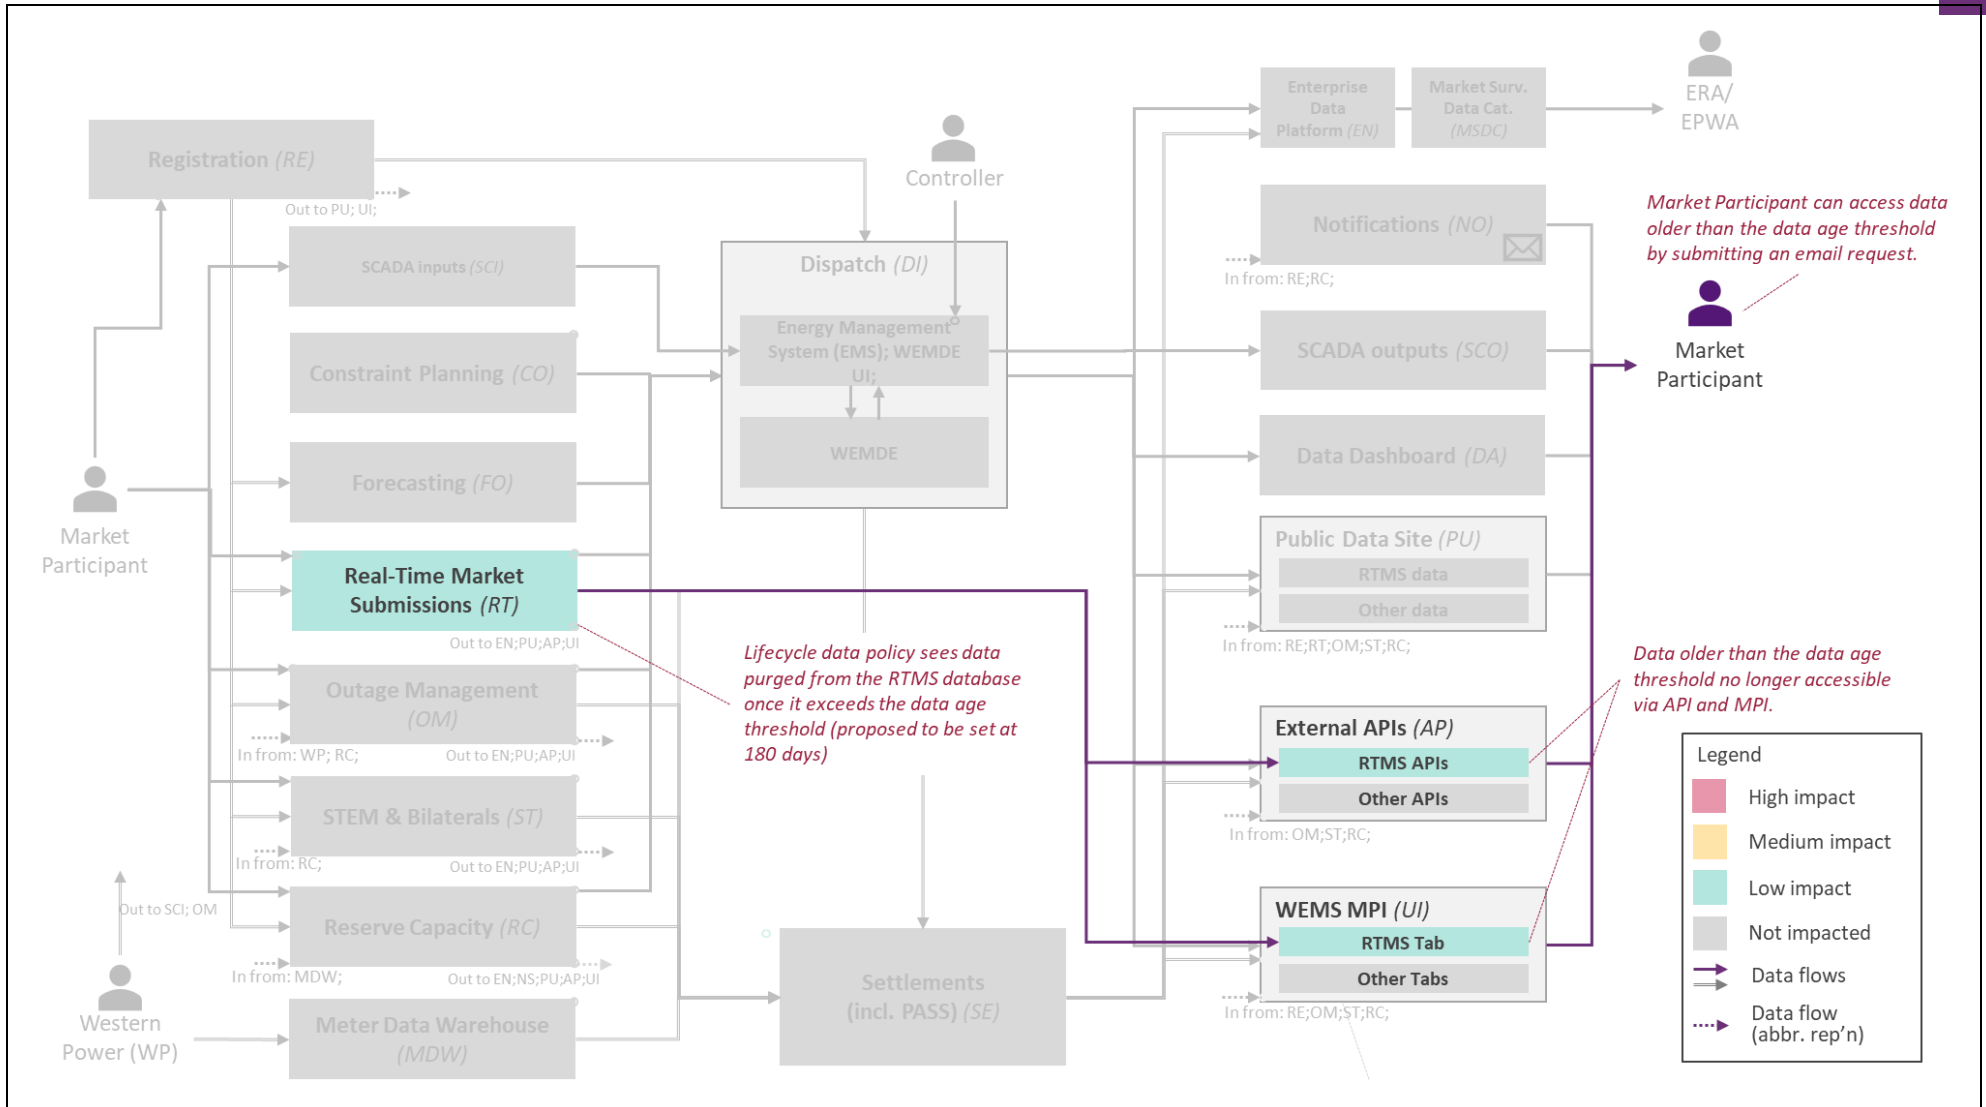 Registration (RE)
Out to PU; UI;
SCADA inputs (SCI)
Constraint Planning (CO)
Forecasting (FO)
Market
Participant
Real-Time Market
Submissions (RT)
Out to EN;PU;AP;UI
Outage Management
(OM)
In from: WP; RC;
Out to EN;PU;AP;UI
STEM & Bilaterals (ST)
In from: RC;
Out to EN;PU;AP;UI
Out to SCI; OM
Reserve Capacity (RC)
In from: MDW;
Out to EN;NS;PU;AP;UI
Western
Power (WP)
Meter Data Warehouse
(MDW)
Controller
Dispatch (DI)
Energy Management
System (EMS); WEMDE
UI;
WEMDE
Lifecycle data policy sees data
purged from the RTMS database
once it exceeds the data age
threshold (proposed to be set at
180 days)
Settlements
(incl. PASS) (SE)
Enterprise
Data
Platform (EN)
Market Surv.
Data Cat.
(MSDC)
ERA/
EPWA
Notifications (NO)
In from: RE;RC;
SCADA outputs (SCO)
Data Dashboard (DA)
Public Data Site (PU)
RTMS data
Other data
In from: RE;RT;OM;ST;RC;
External APIs (AP)
RTMS APIs
Other APIs
In from: OM;ST;RC;
WEMS MPI (UI)
RTMS Tab
Other Tabs
In from: RE;OM;ST;RC;
Market Participant can access data
older than the data age threshold
by submitting an email request.
Market
Participant
Data older than the data age
threshold no longer accessible
via API and MPI.
Legend
High impact
Medium impact
Low impact
Not impacted
Data flows
Data flow
(abbr. rep’n)